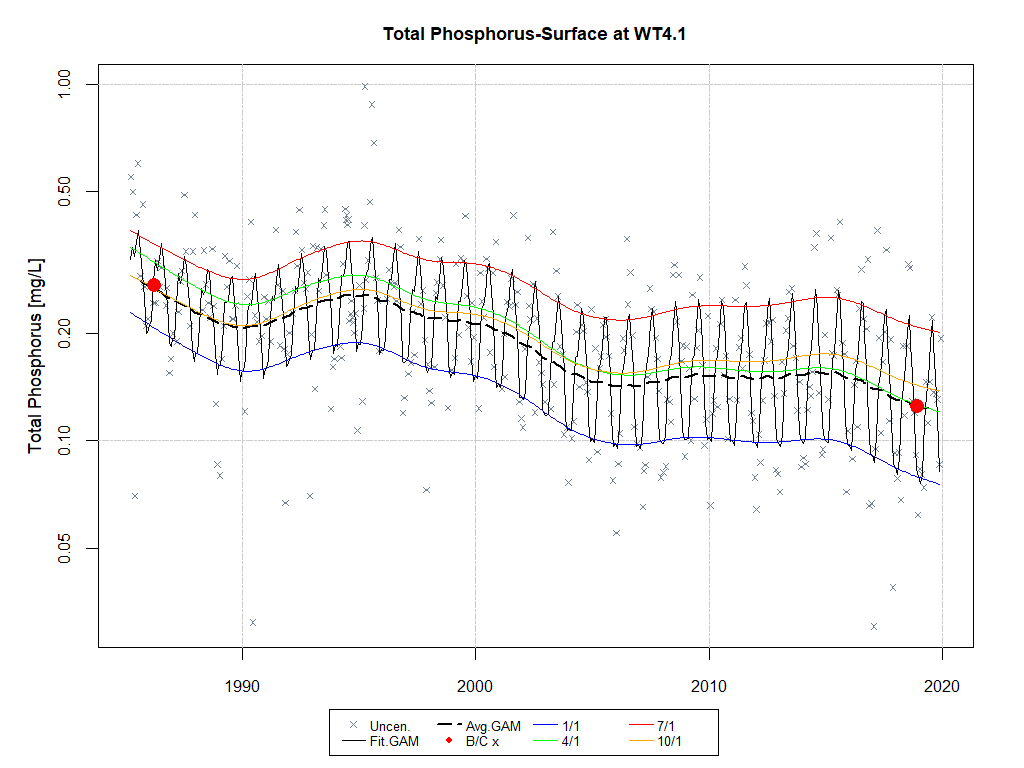 Total Phosphorus-Surface at WT4.1
Total Phosphorus [mg/L]
1.00
0.50
0.20
0.10
0.05
1990 2000 2010 2020
Uncen. Avg.GAM 1/1 7/1
Fit.GAM B/C x 4/1 10/1